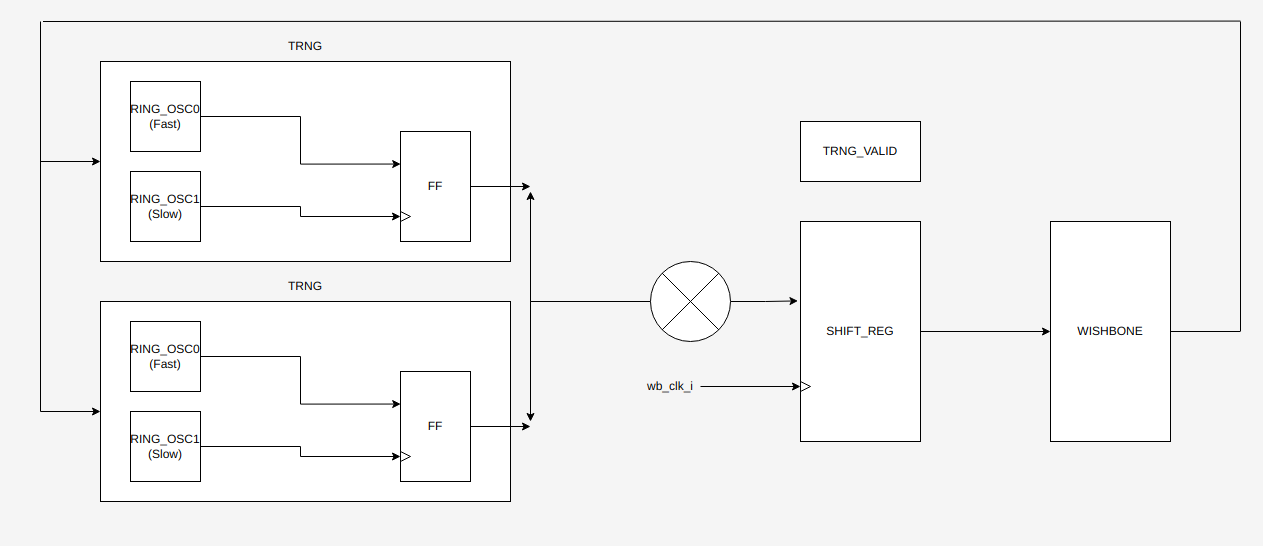 TRNG
RING_OSC0
(Fast)
RING_OSC1
(Slow)
FF
TRNG
RING_OSC0
(Fast)
RING_OSC1
(Slow)
FF
TRNG_VALID
SHIFT_REG
wb_clk_i
WISHBONE